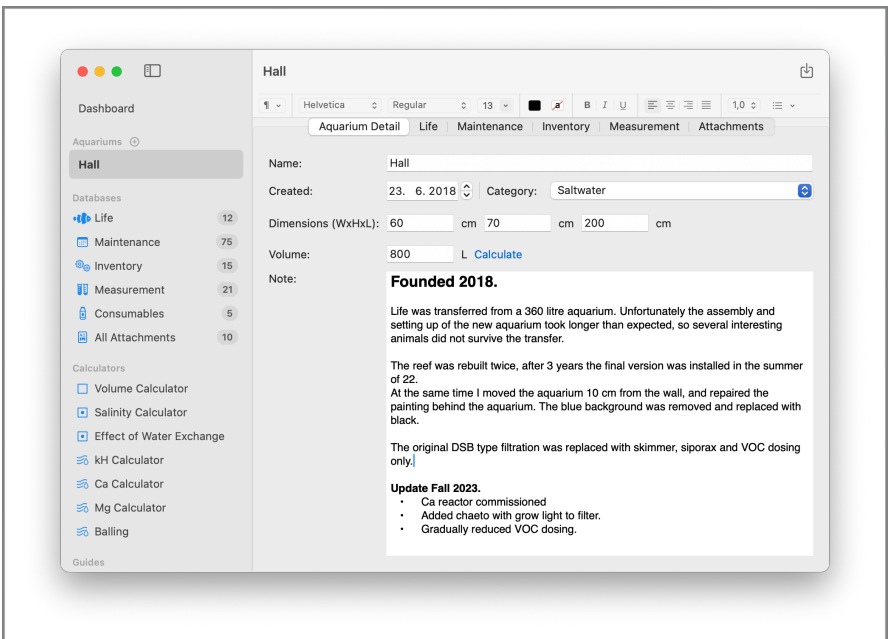 Hall
Dashboard
Aquariums
Hall
Databases
Life 12
Maintenance 75
Inventory 15
Measurement 21
Consumables 5
All Attachments 10
Calculators
Volume Calculator
Salinity Calculator
Effect of Water Exchange
kH Calculator
Ca Calculator
Mg Calculator
Balling
Guides
¶ Helvetica Regular 13 a a B I U 1,0
Aquarium Detail Life Maintenance Inventory Measurement Attachments
Name: Hall
Created: 23. 6. 2018 Category: Saltwater
Dimensions (WxHxL): 60 cm 70 cm 200 cm
Volume: 800 L Calculate
Note:
Founded 2018.
Life was transferred from a 360 litre aquarium. Unfortunately the assembly and
setting up of the new aquarium took longer than expected, so several interesting
animals did not survive the transfer.
The reef was rebuilt twice, after 3 years the final version was installed in the summer
of 22.
At the same time I moved the aquarium 10 cm from the wall, and repaired the
painting behind the aquarium. The blue background was removed and replaced with
black.
The original DSB type filtration was replaced with skimmer, siporax and VOC dosing
only.
Update Fall 2023.
• Ca reactor commissioned
• Added chaeto with grow light to filter.
• Gradually reduced VOC dosing.